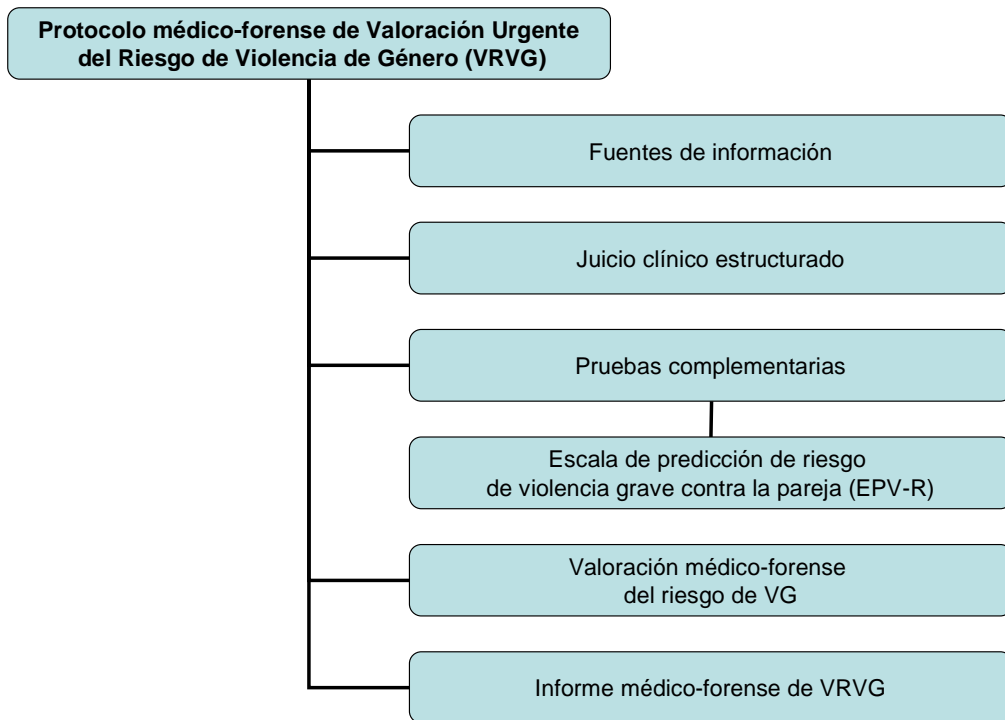 Protocolo médico-forense de Valoración Urgente
del Riesgo de Violencia de Género (VRVG)
Fuentes de información
Juicio clínico estructurado
Pruebas complementarias
Escala de predicción de riesgo
de violencia grave contra la pareja (EPV-R)
Valoración médico-forense
del riesgo de VG
Informe médico-forense de VRVG